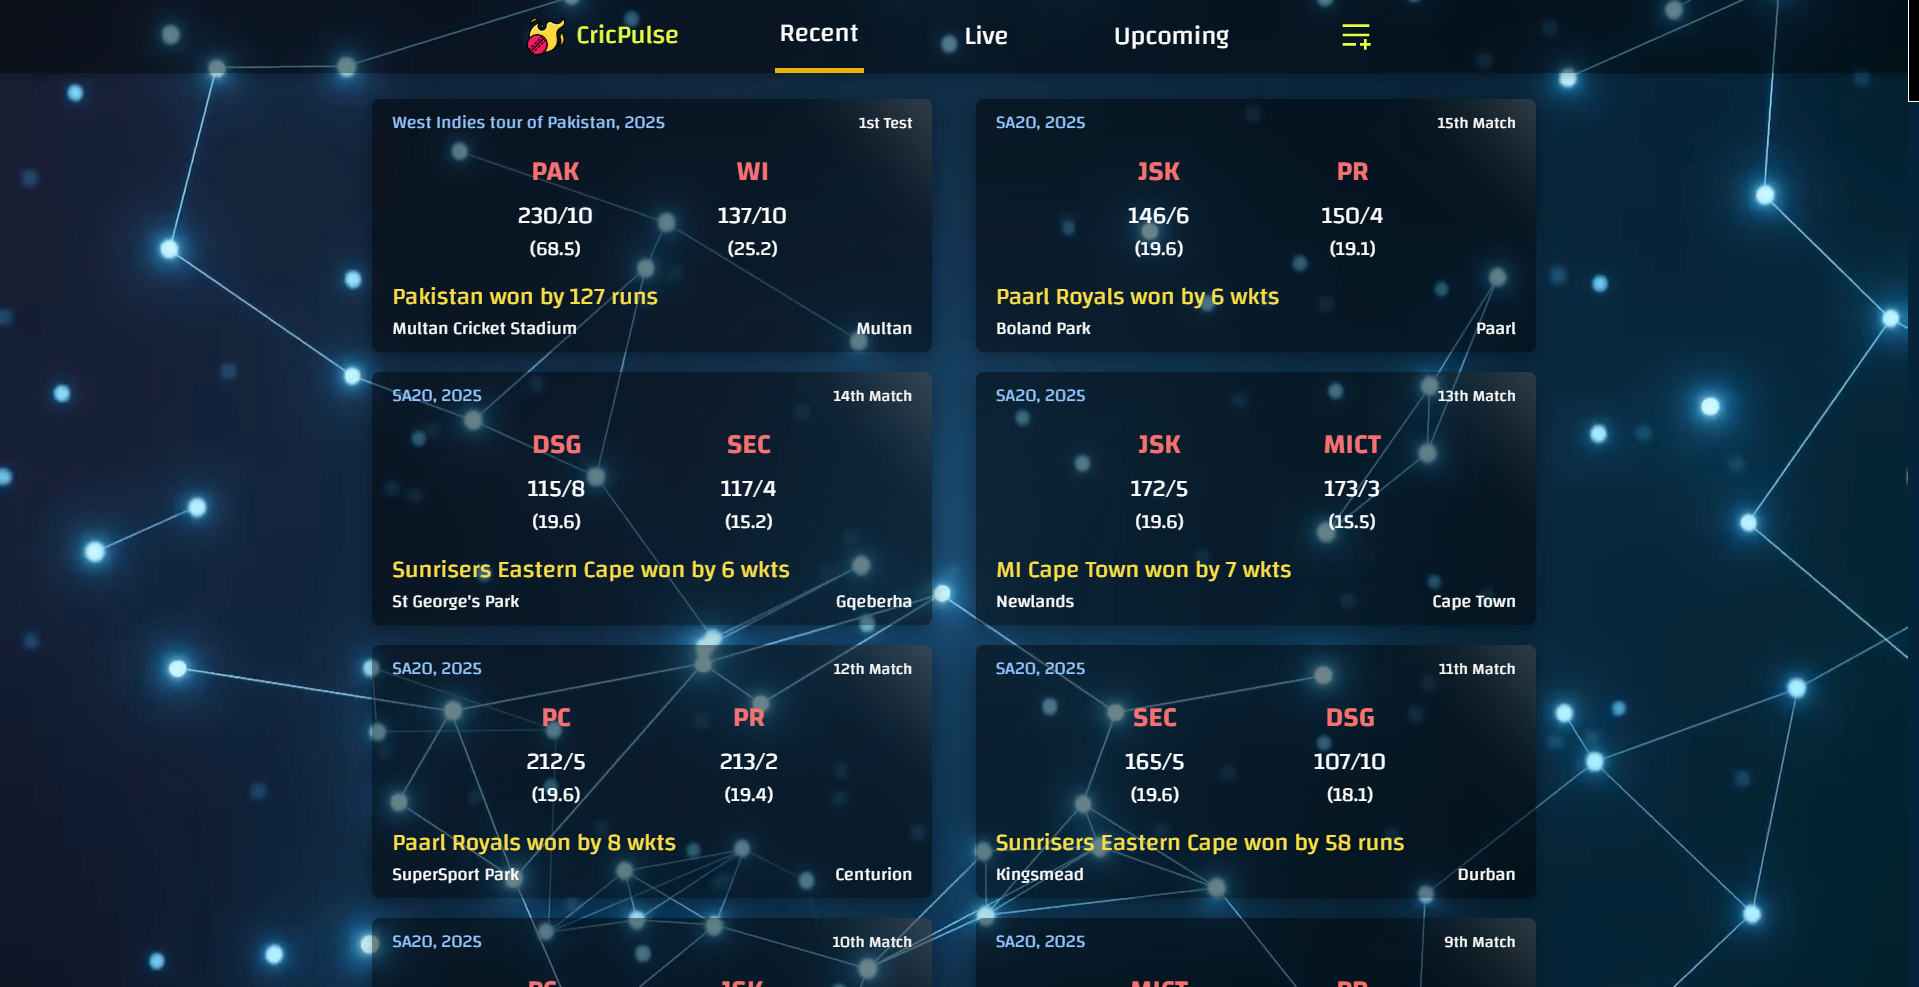 CricPulse Recent Live Upcoming
West Indies tour of Pakistan, 2025 1st Test
PAK WI
230/10 137/10
(68.5) (25.2)
Pakistan won by 127 runs
Multan Cricket Stadium Multan
SA20, 2025 15th Match
JSK PR
146/6 150/4
(19.6) (19.1)
Paarl Royals won by 6 wkts
Boland Park Paarl
SA20, 2025 14th Match
DSG SEC
115/8 117/4
(19.6) (15.2)
Sunrisers Eastern Cape won by 6 wkts
St George's Park Gqeberha
SA20, 2025 13th Match
JSK MICT
172/5 173/3
(19.6) (15.5)
MI Cape Town won by 7 wkts
Newlands Cape Town
SA20, 2025 12th Match
PC PR
212/5 213/2
(19.6) (19.4)
Paarl Royals won by 8 wkts
SuperSport Park Centurion
SA20, 2025 11th Match
SEC DSG
165/5 107/10
(19.6) (18.1)
Sunrisers Eastern Cape won by 58 runs
Kingsmead Durban
SA20, 2025 10th Match
PC JSK
SA20, 2025 9th Match
MICT PR